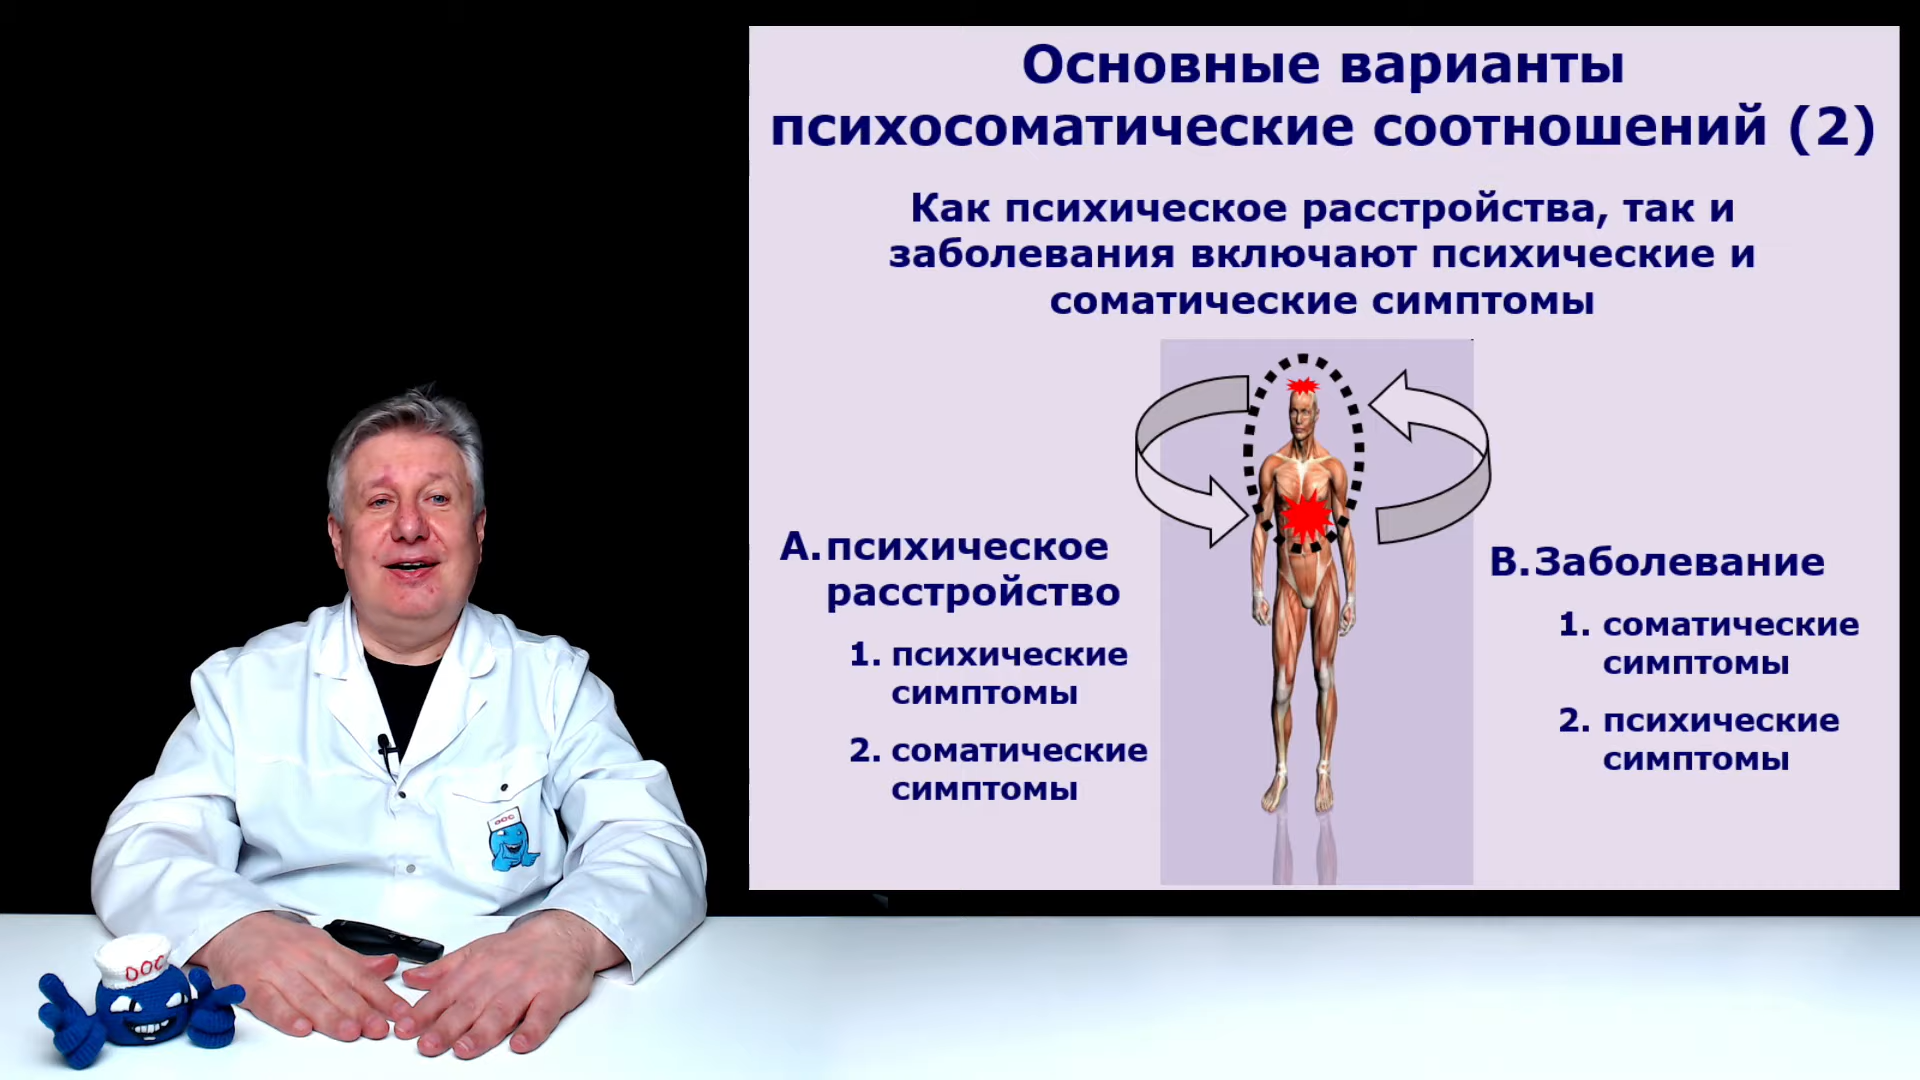 Основные варианты
психосоматические соотношений (2)
Как психическое расстройства, так и
заболевания включают психические и
соматические симптомы
А. психическое
расстройство
1. психические
симптомы
2. соматические
симптомы
В. Заболевание
1. соматические
симптомы
2. психические
симптомы
DOC
DOC